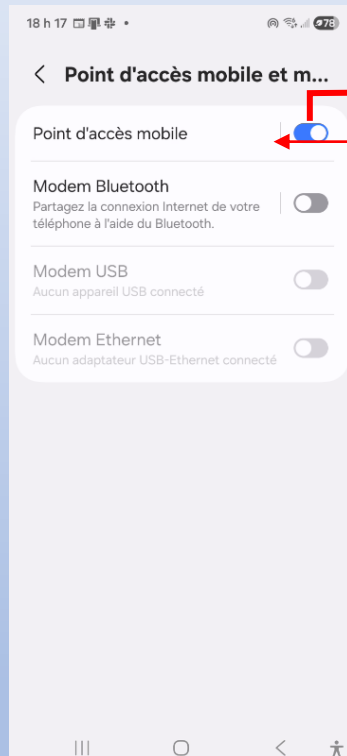 18 h 17
78
Point d'accès mobile et m...
Point d'accès mobile
Modem Bluetooth
Partagez la connexion Internet de votre
téléphone à l'aide du Bluetooth.
Modem USB
Aucun appareil USB connecté
Modem Ethernet
Aucun adaptateur USB-Ethernet connecté